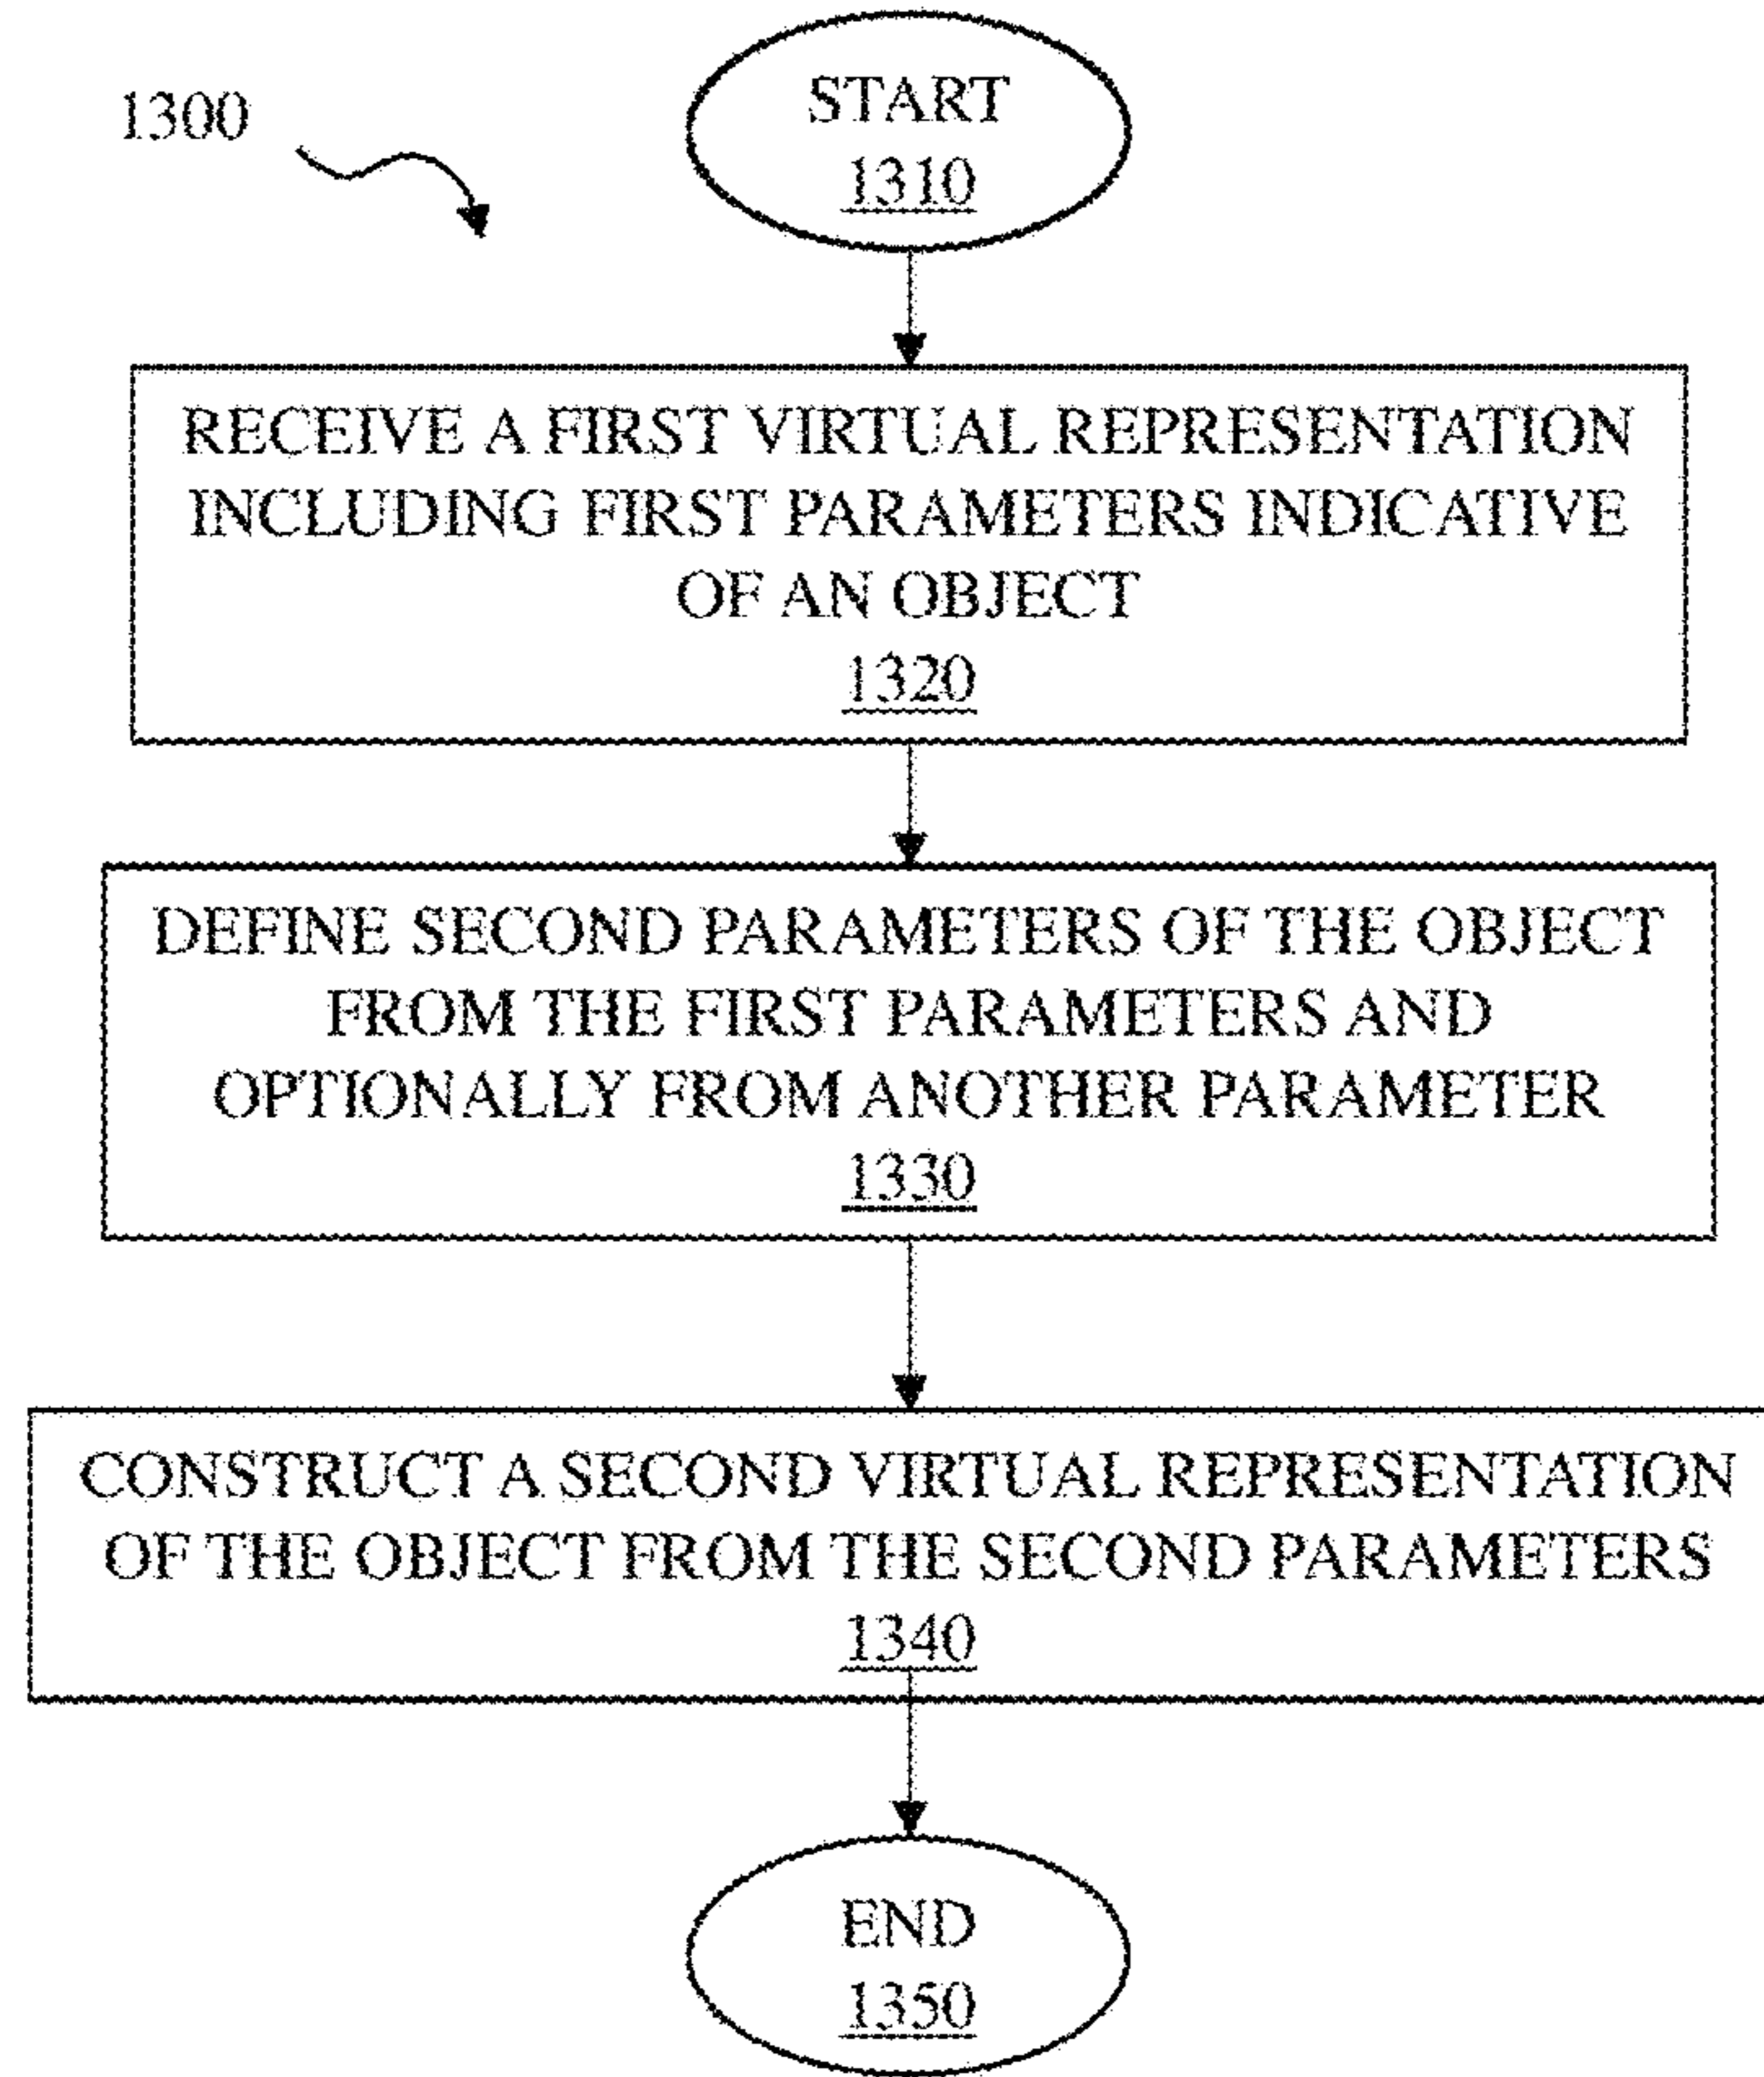 1300
START
1310
RECEIVE A FIRST VIRTUAL REPRESENTATION
INCLUDING FIRST PARAMETERS INDICATIVE
OF AN OBJECT
1320
DEFINE SECOND PARAMETERS OF THE OBJECT
FROM THE FIRST PARAMETERS AND
OPTIONALLY FROM ANOTHER PARAMETER
1330
CONSTRUCT A SECOND VIRTUAL REPRESENTATION
OF THE OBJECT FROM THE SECOND PARAMETERS
1340
END
1350